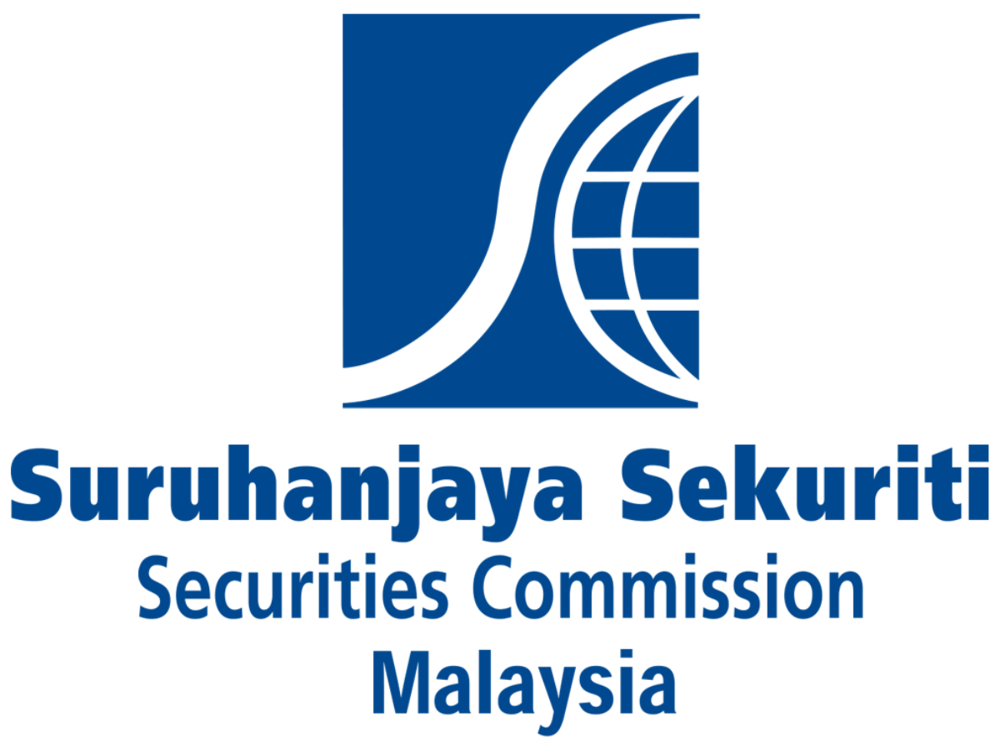 Suruhanjaya Sekuriti
Securities Commission
Malaysia